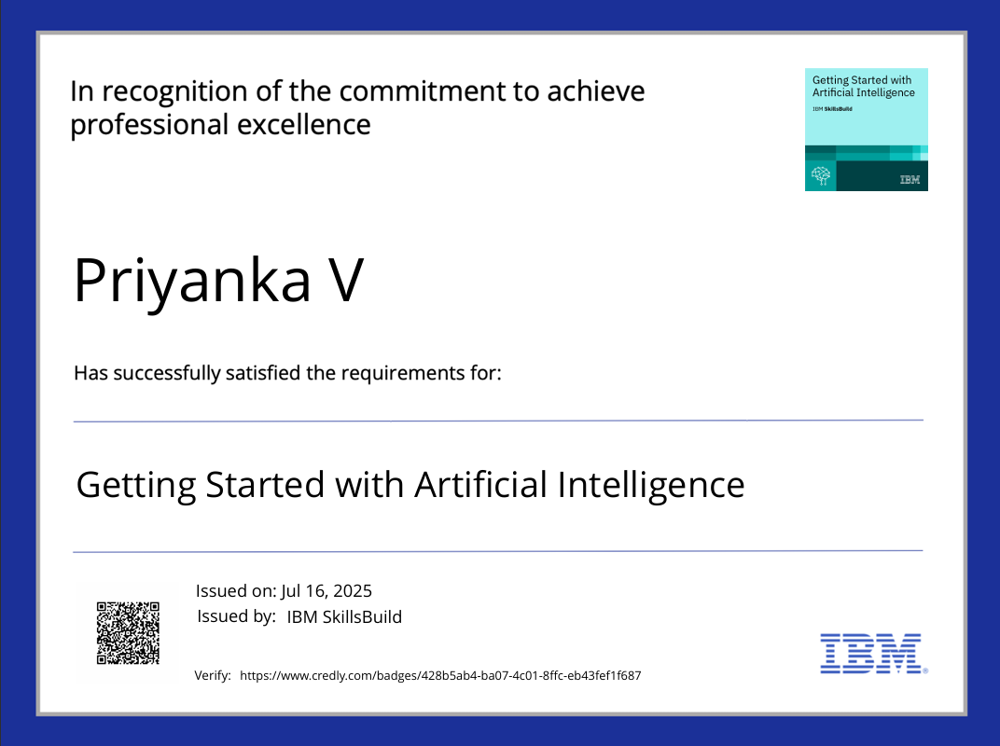 In recognition of the commitment to achieve
professional excellence
Getting Started with
Artificial Intelligence
IBM SkillsBuild
IBM
Priyanka V
Has successfully satisfied the requirements for:
Getting Started with Artificial Intelligence
Issued on: Jul 16, 2025
Issued by: IBM SkillsBuild
Verify: https://www.credly.com/badges/428b5ab4-ba07-4c01-8ffc-eb43fef1f687
IBM®